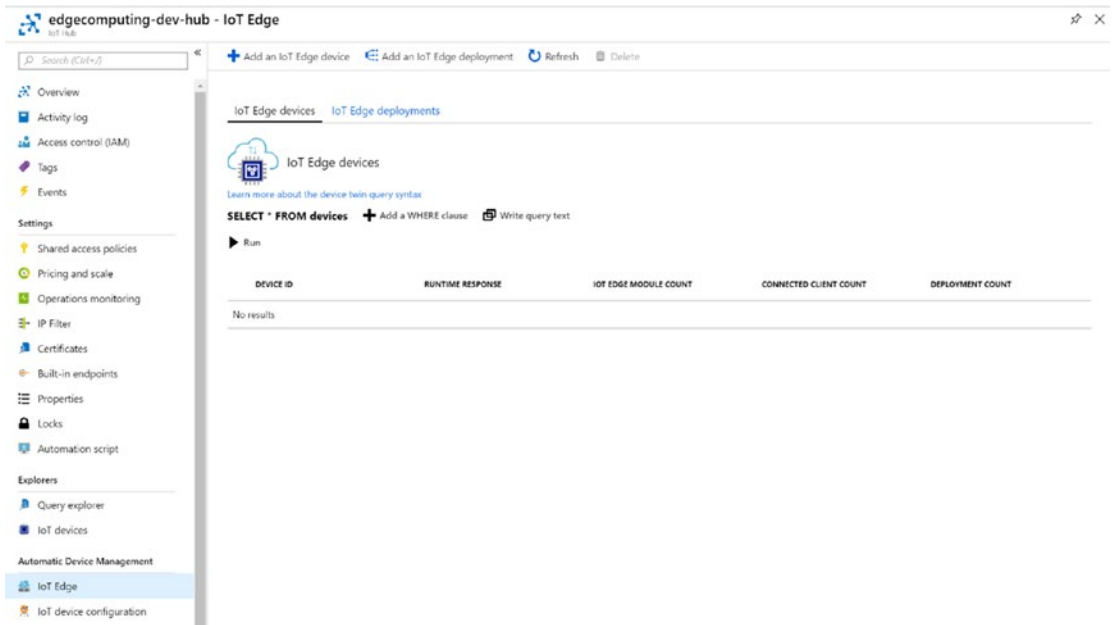 edgecomputing-dev-hub - IoT Edge
IoT Hub
Search (Ctrl+/)
«
Add an IoT Edge device
Add an IoT Edge deployment
Refresh
Delete
Overview
Activity log
Access control (IAM)
Tags
Events
Settings
Shared access policies
Pricing and scale
Operations monitoring
IP Filter
Certificates
Built-in endpoints
Properties
Locks
Automation script
Explorers
Query explorer
IoT devices
Automatic Device Management
IoT Edge
IoT device configuration
IoT Edge devices
IoT Edge deployments
IoT Edge devices
Learn more about the device twin query syntax
SELECT * FROM devices
Add a WHERE clause
Write query text
Run
DEVICE ID
RUNTIME RESPONSE
IOT EDGE MODULE COUNT
CONNECTED CLIENT COUNT
DEPLOYMENT COUNT
No results